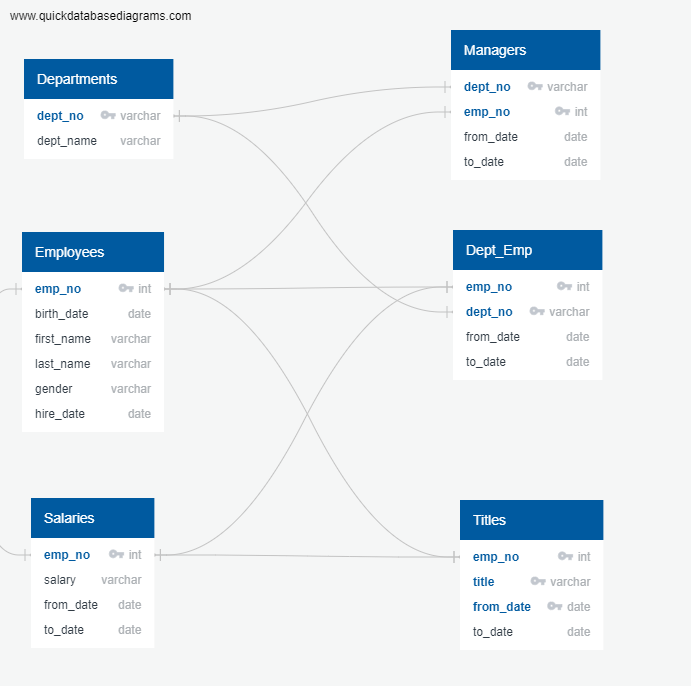 www.quickdatabasediagrams.com
Departments
dept_no varchar
dept_name varchar
Managers
dept_no varchar
emp_no int
from_date date
to_date date
Employees
emp_no int
birth_date date
first_name varchar
last_name varchar
gender varchar
hire_date date
Dept_Emp
emp_no int
dept_no varchar
from_date date
to_date date
Salaries
emp_no int
salary varchar
from_date date
to_date date
Titles
emp_no int
title varchar
from_date date
to_date date